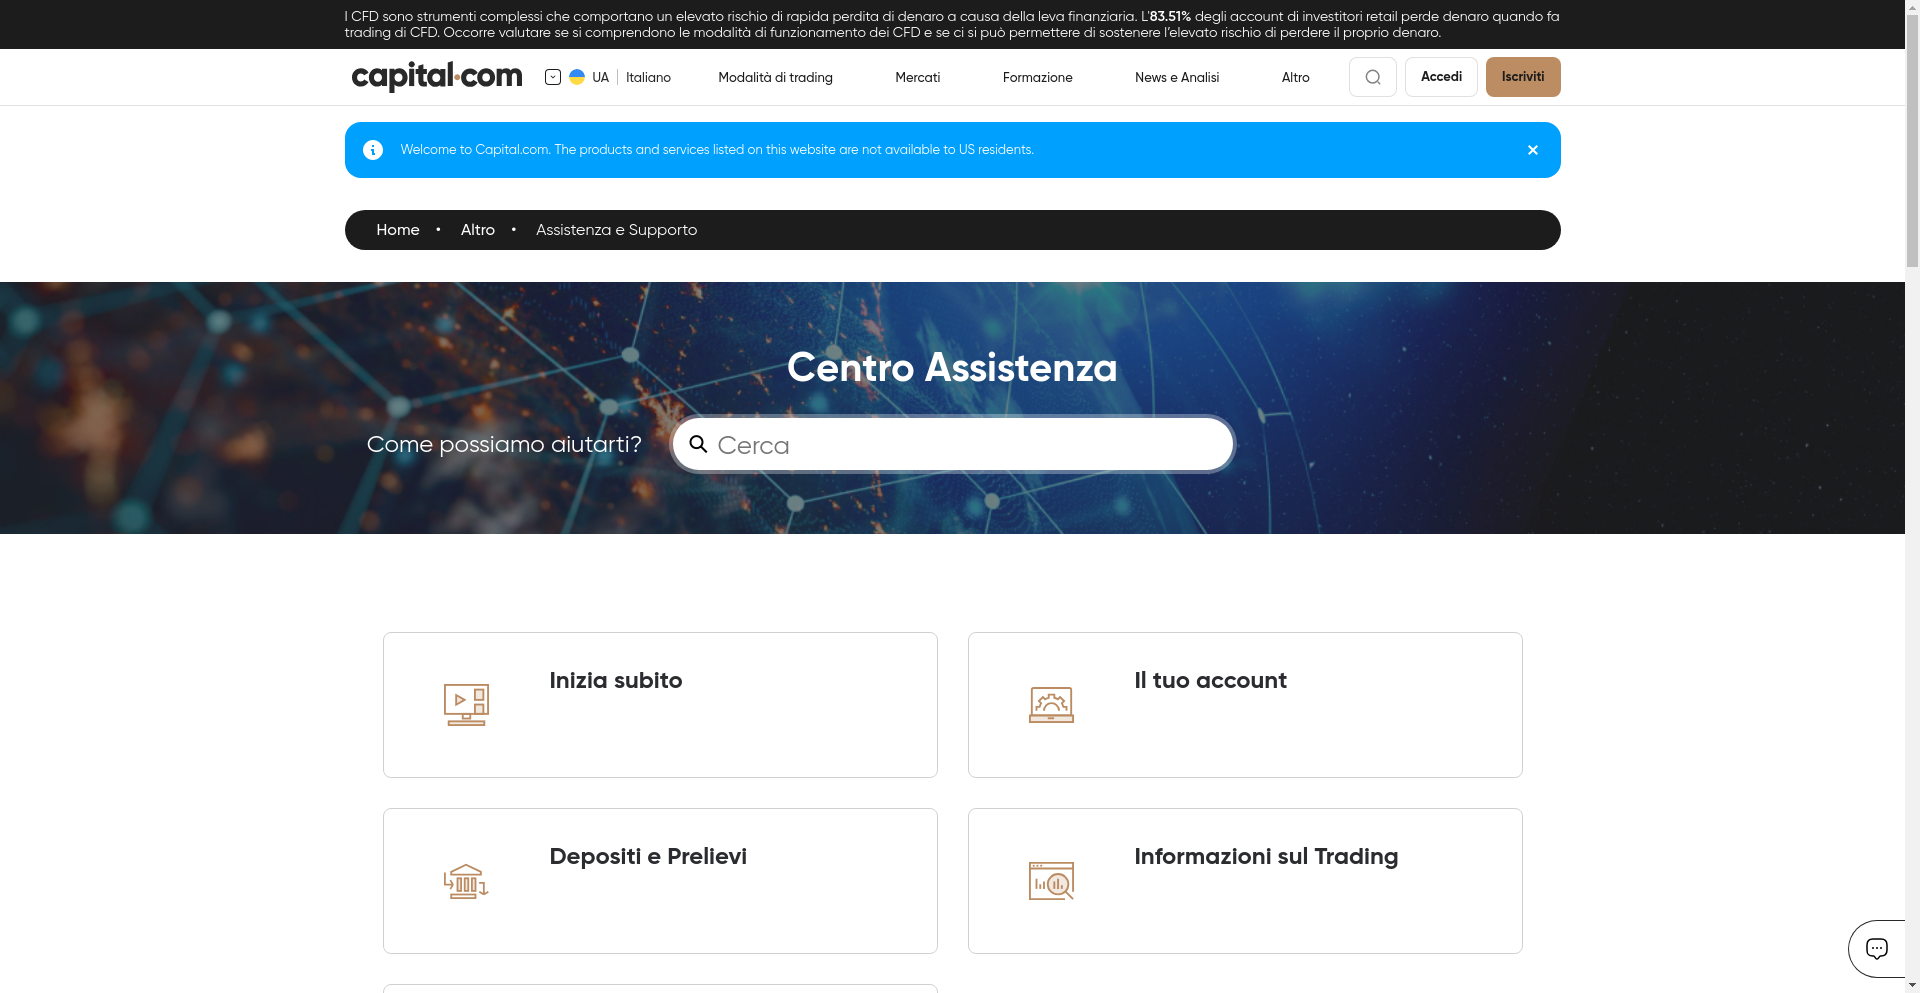 I CFD sono strumenti complessi che comportano un elevato rischio di rapida perdita di denaro a causa della leva finanziaria. L'83.51% degli account di investitori retail perde denaro quando fa
trading di CFD. Occorre valutare se si comprendono le modalità di funzionamento dei CFD e se ci si può permettere di sostenere l'elevato rischio di perdere il proprio denaro.
capital.com UA Italiano Modalità di trading Mercati Formazione News e Analisi Altro Accedi Iscriviti
Welcome to Capital.com. The products and services listed on this website are not available to US residents.
Home • Altro • Assistenza e Supporto
Centro Assistenza
Come possiamo aiutarti? Cerca
Inizia subito
Il tuo account
Depositi e Prelievi
Informazioni sul Trading